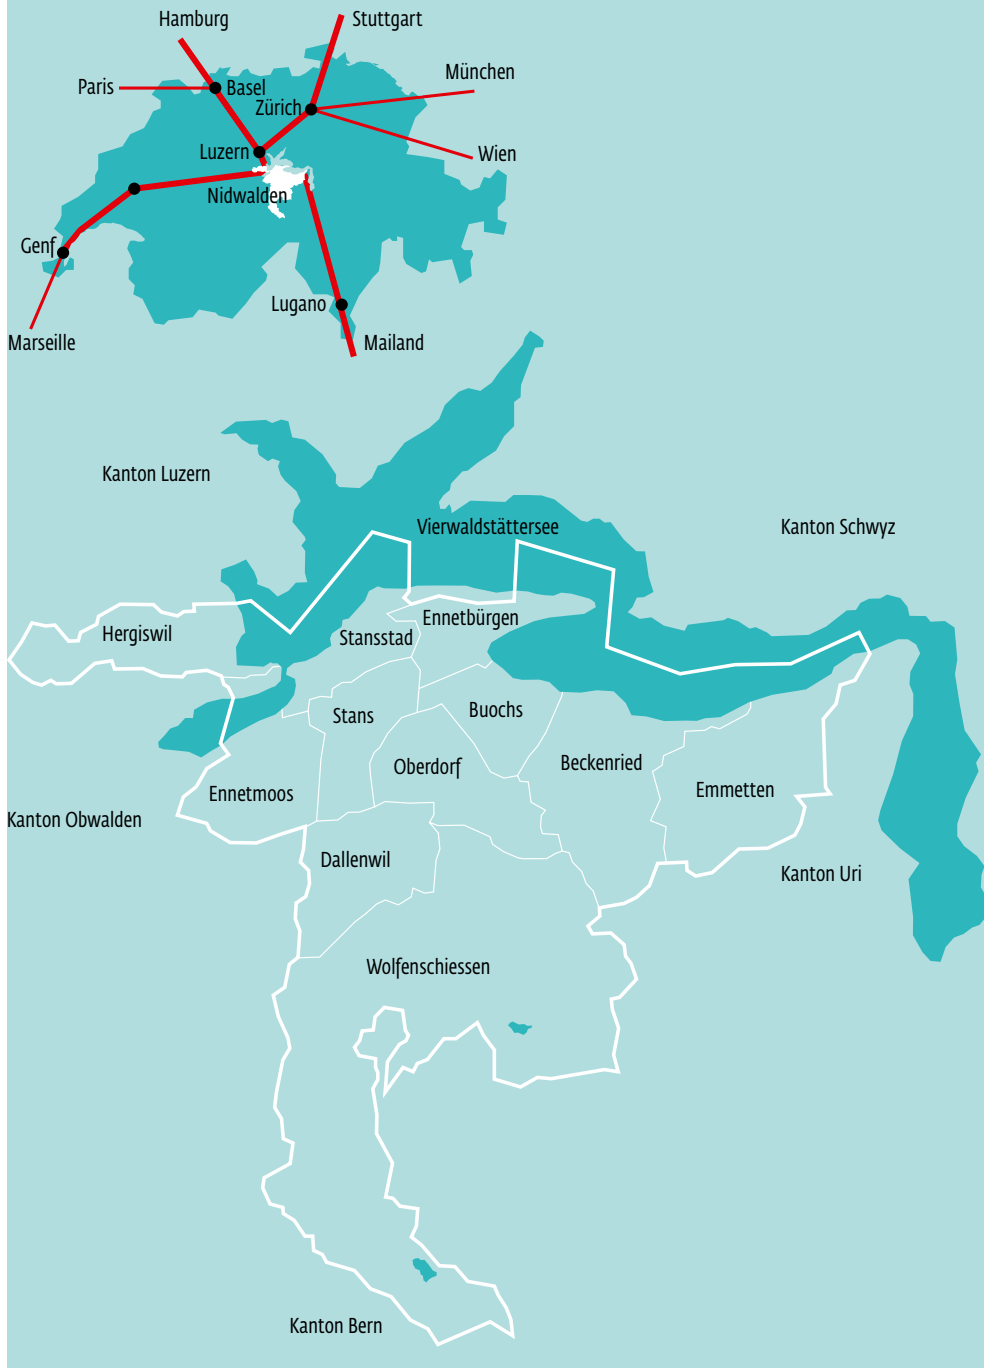 Hamburg
Stuttgart
München
Paris
Basel
Zürich
Luzern
Wien
Nidwalden
Genf
Lugano
Marseille
Mailand
Kanton Luzern
Vierwaldstättersee
Kanton Schwyz
Hergiswil
Ennetbürgen
Stansstad
Stans
Buochs
Beckenried
Oberdorf
Emmetten
Ennetmoos
Kanton Obwalden
Dallenwil
Kanton Uri
Wolfenschiessen
Kanton Bern